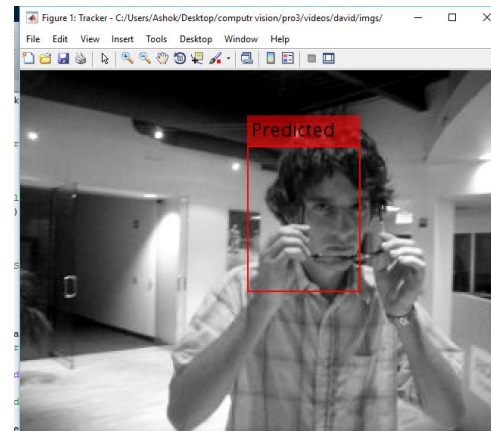 Figure 1: Tracker - C:/Users/Ashok/Desktop/computr vision/pro3/videos/david/imgs/
File Edit View Insert Tools Desktop Window Help
Predicted